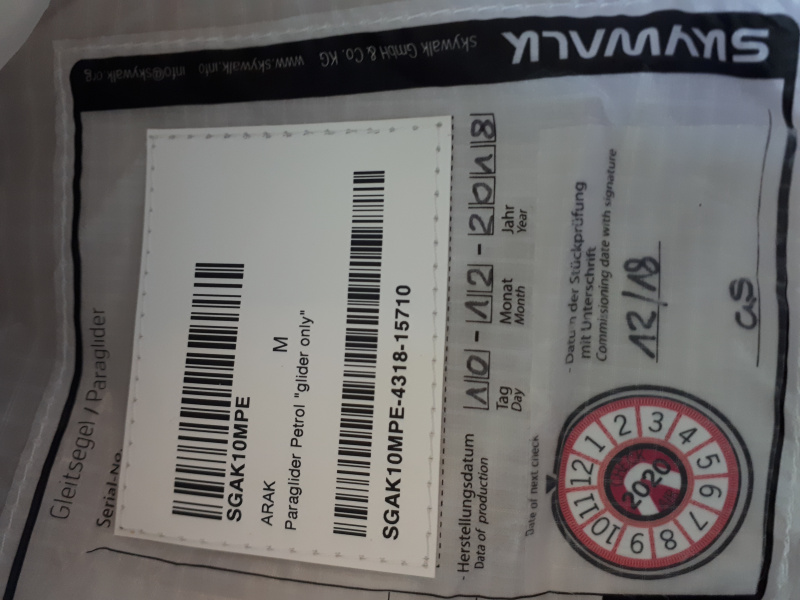 SKYWALK
skywalk GmbH & Co. KG www.skywalk.info info@skywalk.org
Gleitsegel / Paraglider
Serial-No.
SGAK10MPE
ARAK M
Paraglider Petrol "glider only"
SGAK10MPE-4318-15710
- Herstellungsdatum 10 - 12 - 2018
Data of production
Tag Monat Jahr
Day Month Year
- Datum der Stückprüfung
mit Unterschrift
Commissioning date with signature
12/18
Date of next check
1 2 3 4 5 6 7 8 9 10 11 12
2020